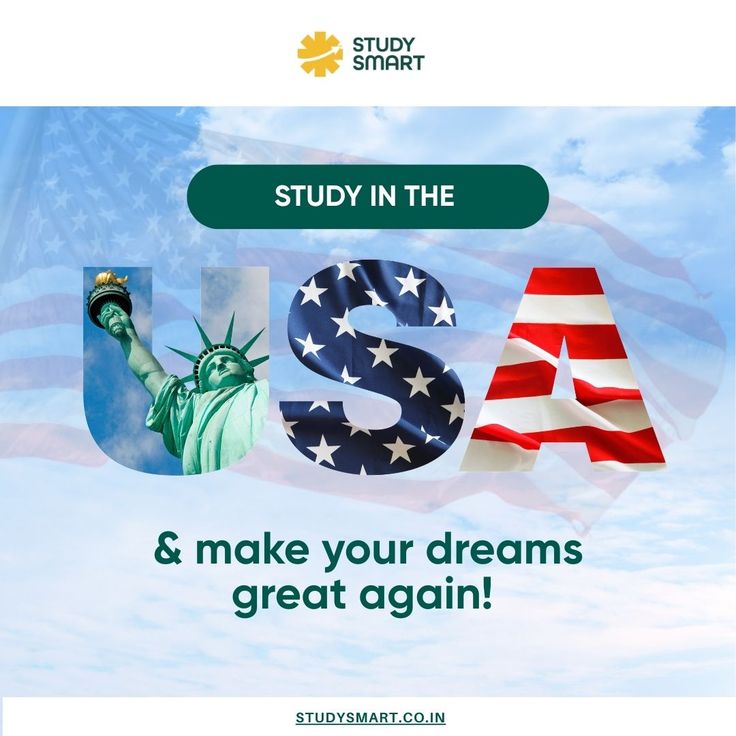 STUDY
SMART
STUDY IN THE
USA
& make your dreams
great again!
STUDYSMART.CO.IN